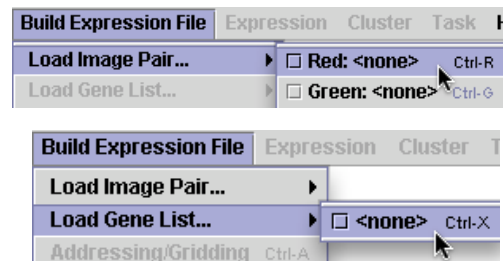 Build Expression File Expression Cluster Task
Load Image Pair... Red: <none> Ctrl-R
Load Gene List... Green: <none> Ctrl-G
Build Expression File Expression Cluster
Load Image Pair...
Load Gene List... <none> Ctrl-X
Addressing/Gridding Ctrl-A